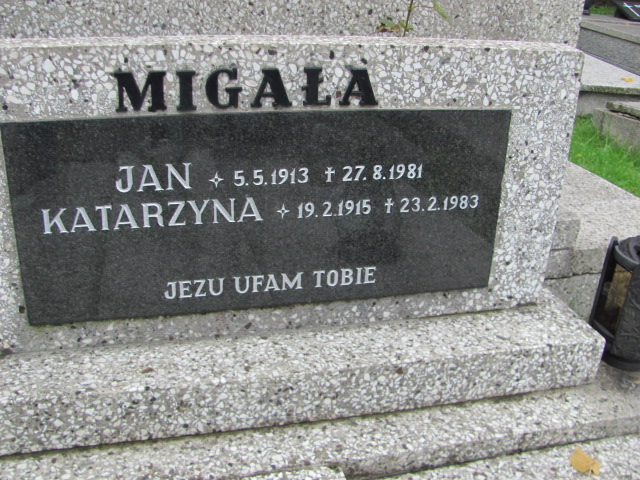 MIGAŁA
JAN ✧ 5.5.1913 ✝ 27.8.1981
KATARZYNA ✧ 19.2.1915 ✝ 23.2.1983
JEZU UFAM TOBIE